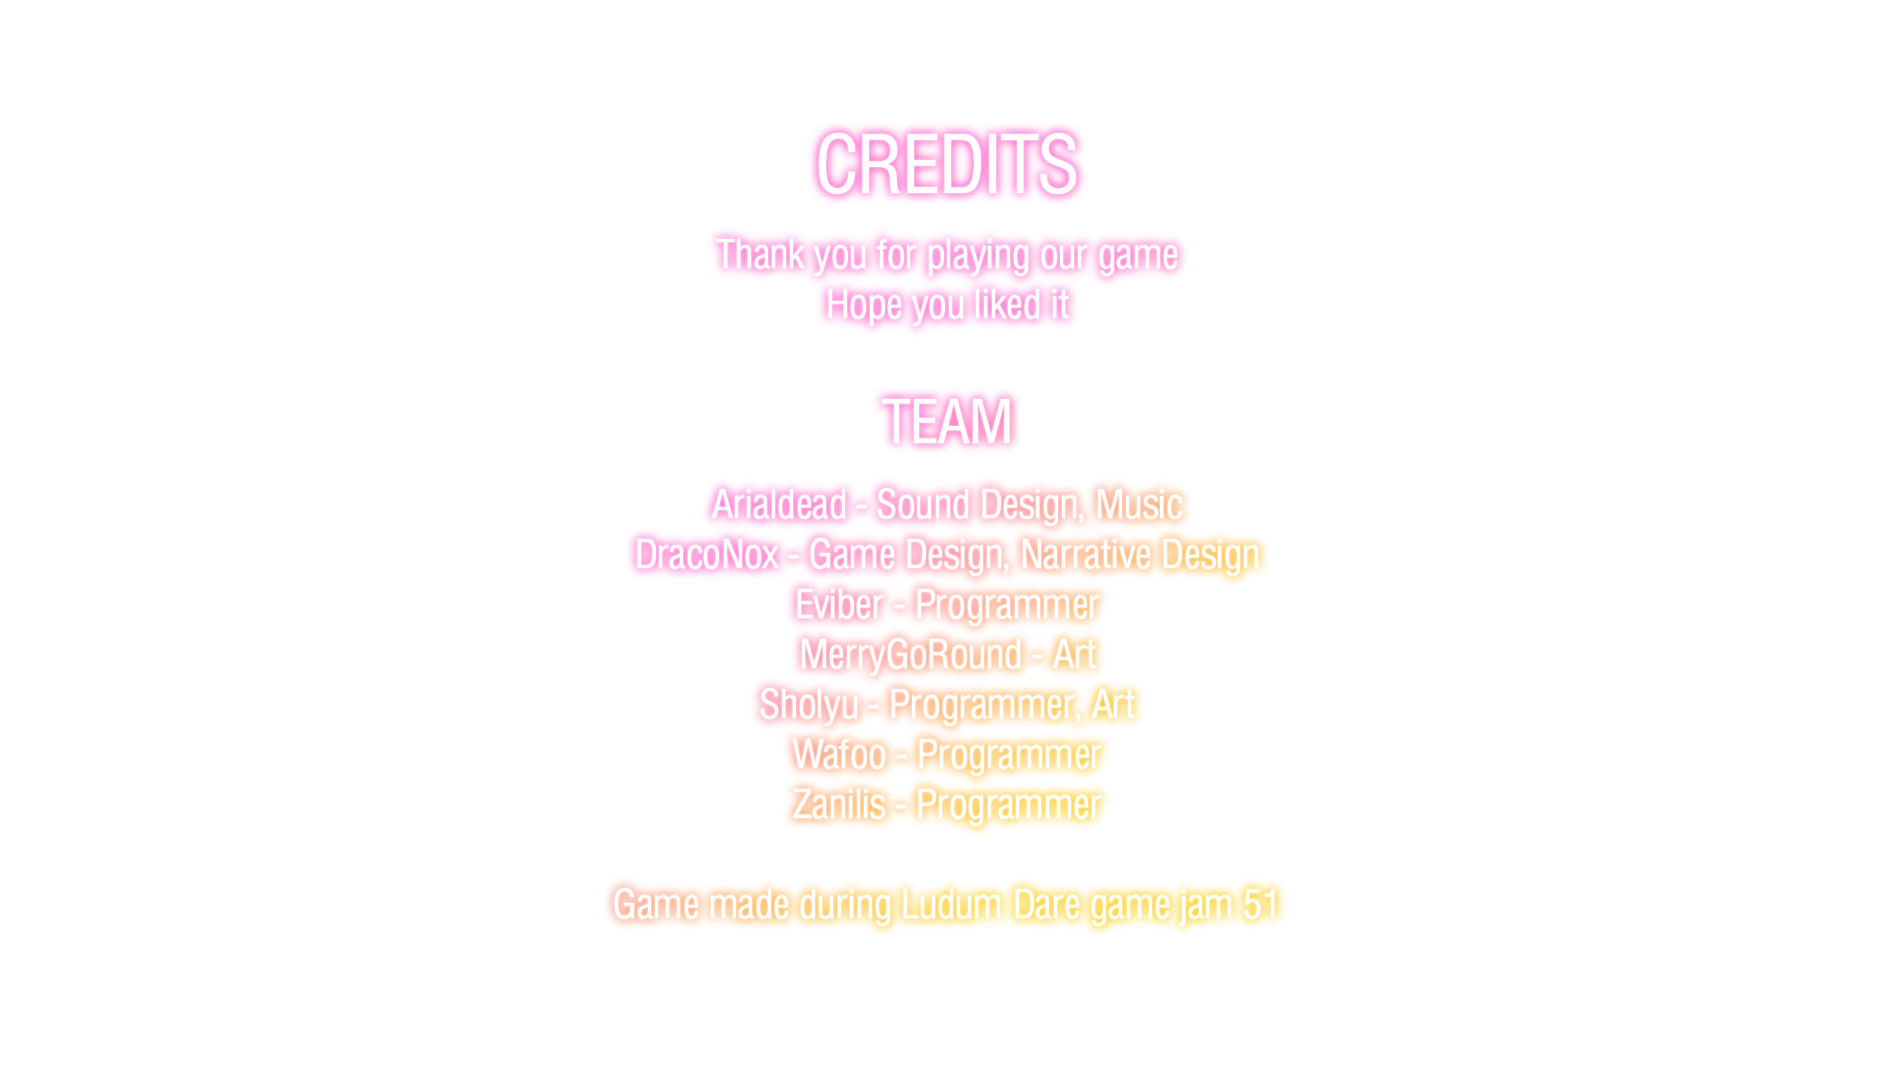 CREDITS
Thank you for playing our game
Hope you liked it
TEAM
Arialdead - Sound Design, Music
DracoNox - Game Design, Narrative Design
Eviber - Programmer
MerryGoRound - Art
Sholyu - Programmer, Art
Wafoo - Programmer
Zanilis - Programmer
Game made during Ludum Dare game jam 51